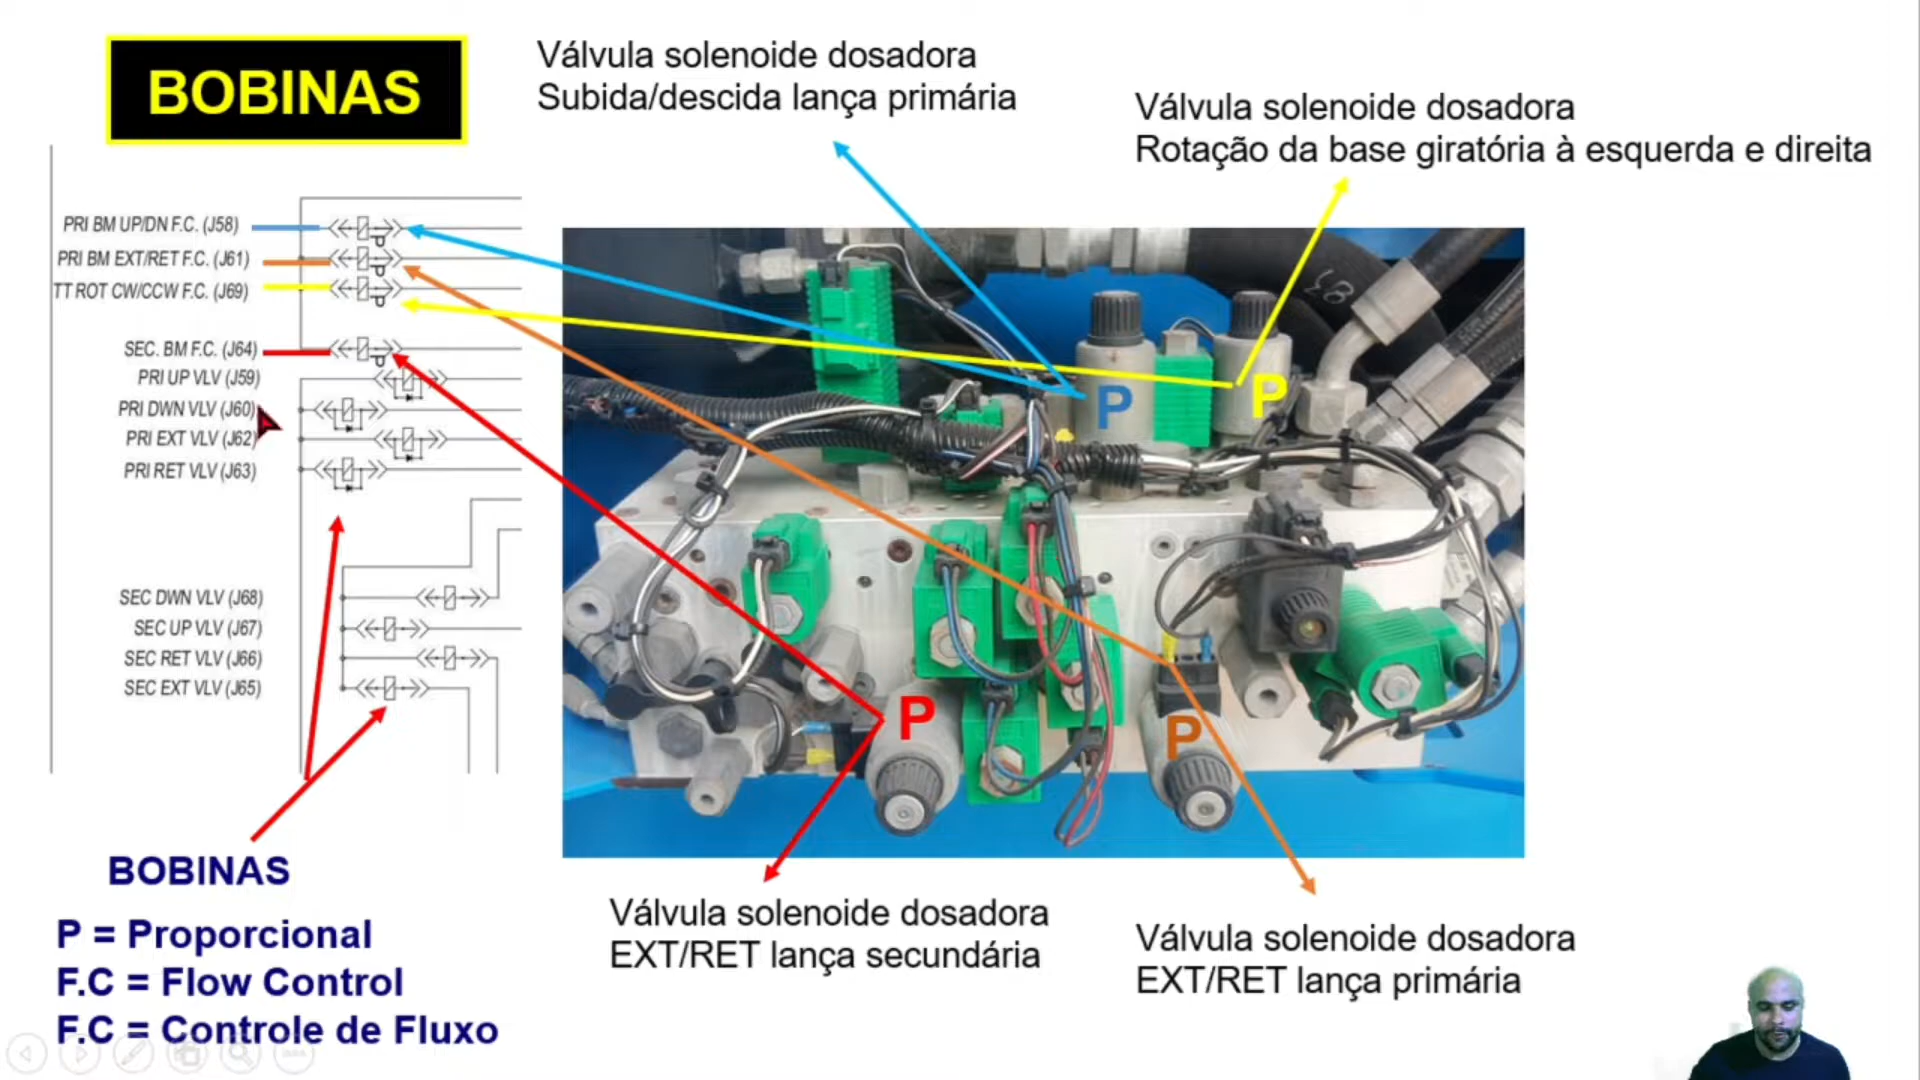 BOBINAS
Válvula solenoide dosadora
Subida/descida lança primária
Válvula solenoide dosadora
Rotação da base giratória à esquerda e direita
PRI BM UP/DN F.C. (J58)
P
PRI BM EXT/RET F.C. (J61)
P
TT ROT CW/CCW F.C. (J69)
P
SEC. BM F.C. (J64)
P
PRI UP VLV (J59)
PRI DWN VLV (J60)
PRI EXT VLV (J62)
PRI RET VLV (J63)
SEC DWN VLV (J68)
SEC UP VLV (J67)
SEC RET VLV (J66)
SEC EXT VLV (J65)
P
P
P
P
BOBINAS
P = Proporcional
F.C = Flow Control
F.C = Controle de Fluxo
Válvula solenoide dosadora
EXT/RET lança secundária
Válvula solenoide dosadora
EXT/RET lança primária